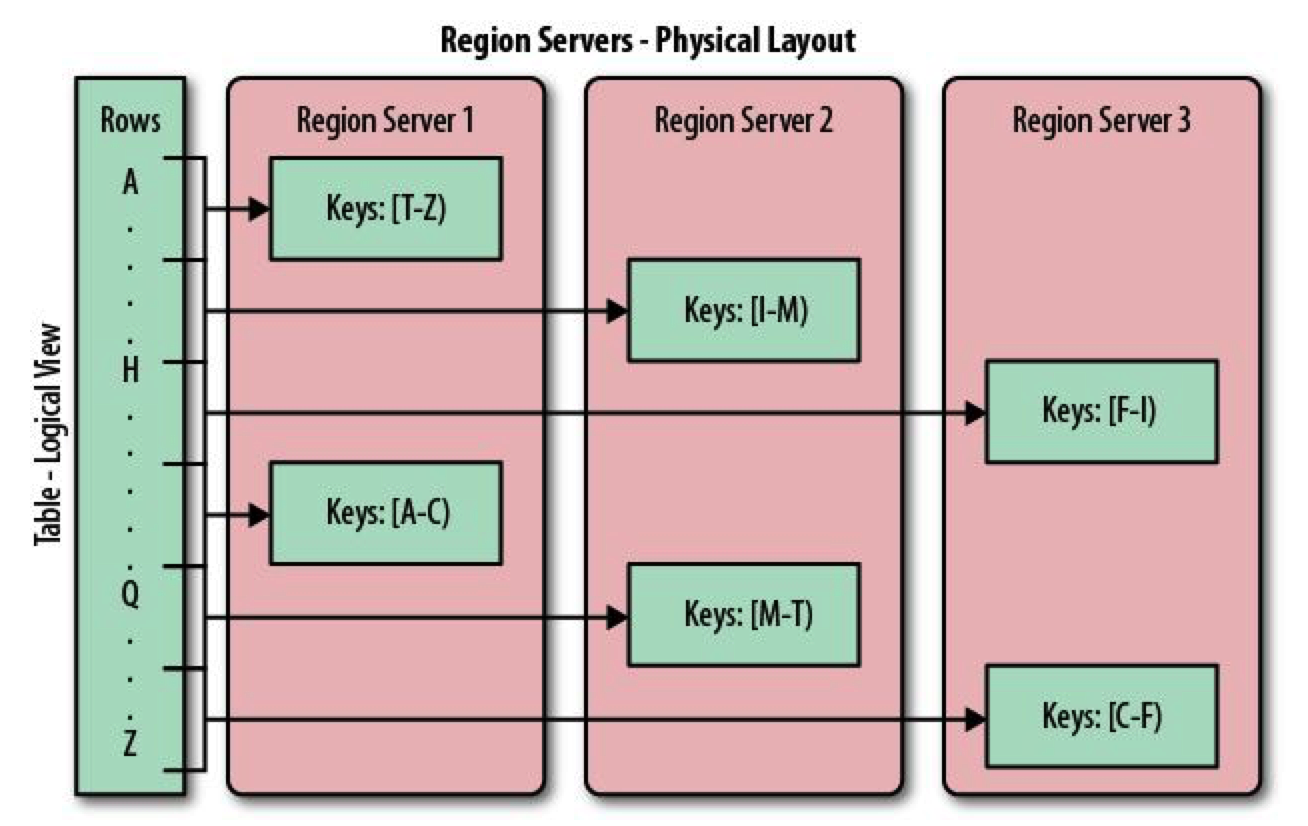 Region Servers - Physical Layout
Table - Logical View
Rows
A
.
.
.
.
H
.
.
.
.
.
Q
.
.
.
Z
Region Server 1
Keys: [T-Z)
Keys: [A-C)
Region Server 2
Keys: [I-M)
Keys: [M-T)
Region Server 3
Keys: [F-I)
Keys: [C-F)